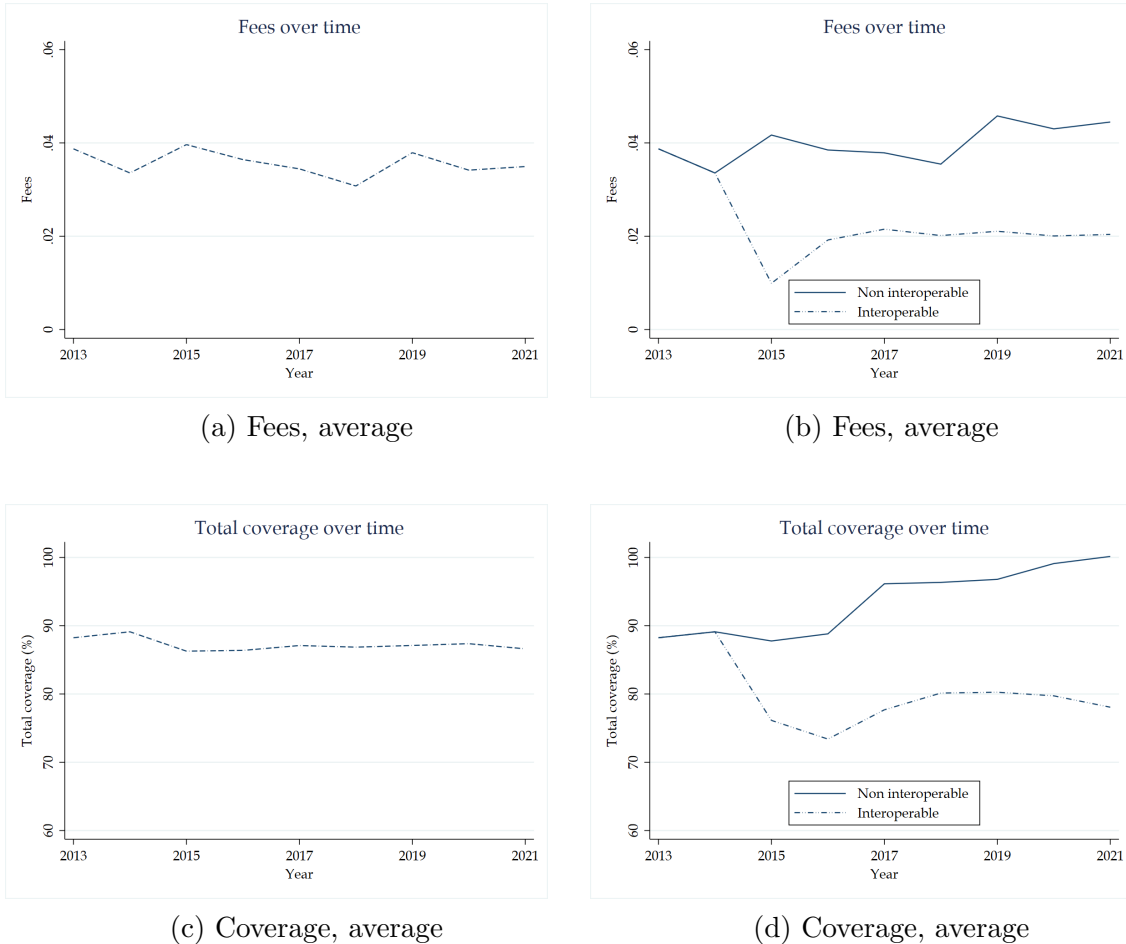 Fees over time
.06
.04
.02
0
Fees
2013 2015 2017 2019 2021
Year
(a) Fees, average
Fees over time
.06
.04
.02
0
Fees
Non interoperable
Interoperable
2013 2015 2017 2019 2021
Year
(b) Fees, average
Total coverage over time
100
90
80
70
60
Total coverage (%)
2013 2015 2017 2019 2021
Year
(c) Coverage, average
Total coverage over time
100
90
80
70
60
Total coverage (%)
Non interoperable
Interoperable
2013 2015 2017 2019 2021
Year
(d) Coverage, average